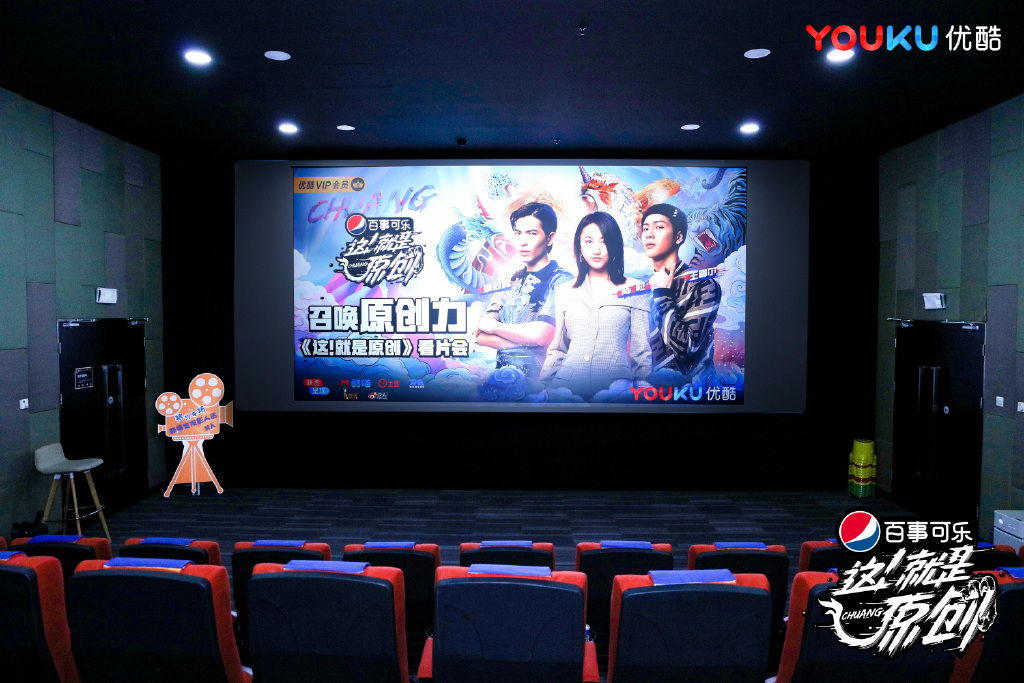 YOUKU 优酷
优酷VIP会员
CHUANG
百事可乐
这!就是
CHUANG
原创
召唤原创力
《这!就是原创》看片会
YOUKU 优酷
百事可乐
这!就是
CHUANG
原创